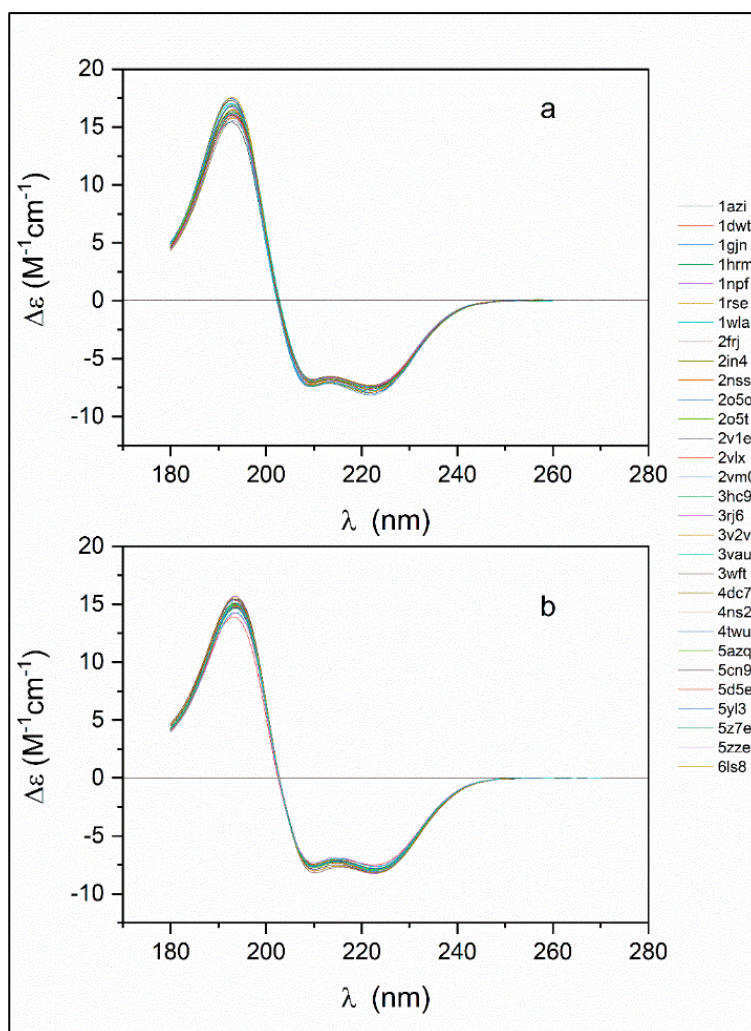 20
15
10
5
0
-5
-10
180 200 220 240 260 280
Δε (M⁻¹cm⁻¹)
λ (nm)
a
20
15
10
5
0
-5
-10
180 200 220 240 260 280
Δε (M⁻¹cm⁻¹)
λ (nm)
b
1azi
1dwt
1gjn
1hrm
1npf
1rse
1wla
2frj
2in4
2nss
2o5o
2o5t
2v1e
2vlx
2vm0
3hc9
3rj6
3v2v
3vau
3wft
4dc7
4ns2
4twu
5azq
5cn9
5d5e
5yl3
5z7e
5zze
6ls8